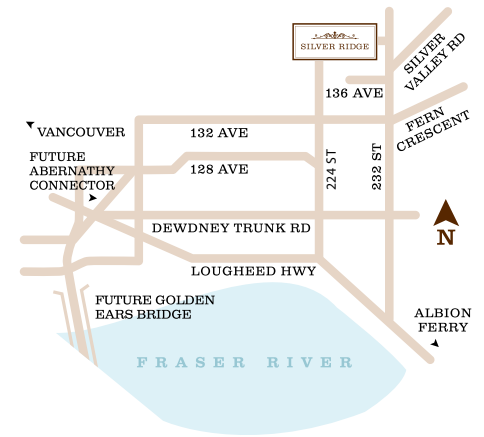 SILVER RIDGE
SILVER
VALLEY RD
136 AVE
FERN
CRESCENT
VANCOUVER
132 AVE
FUTURE
ABERNATHY
CONNECTOR
128 AVE
224 ST
232 ST
DEWDNEY TRUNK RD
N
LOUGHEED HWY
FUTURE GOLDEN
EARS BRIDGE
ALBION
FERRY
FRASER RIVER